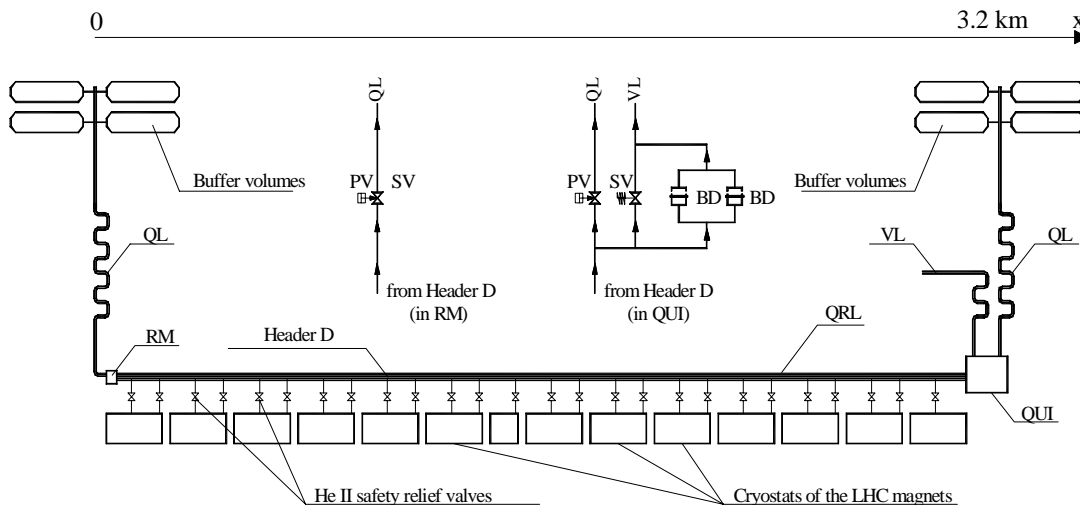 0
3.2 km
x
QL
QL
VL
Buffer volumes
PV
SV
PV
SV
BD
BD
Buffer volumes
QL
VL
QL
from Header D
(in RM)
from Header D
(in QUI)
RM
Header D
QRL
QUI
He II safety relief valves
Cryostats of the LHC magnets